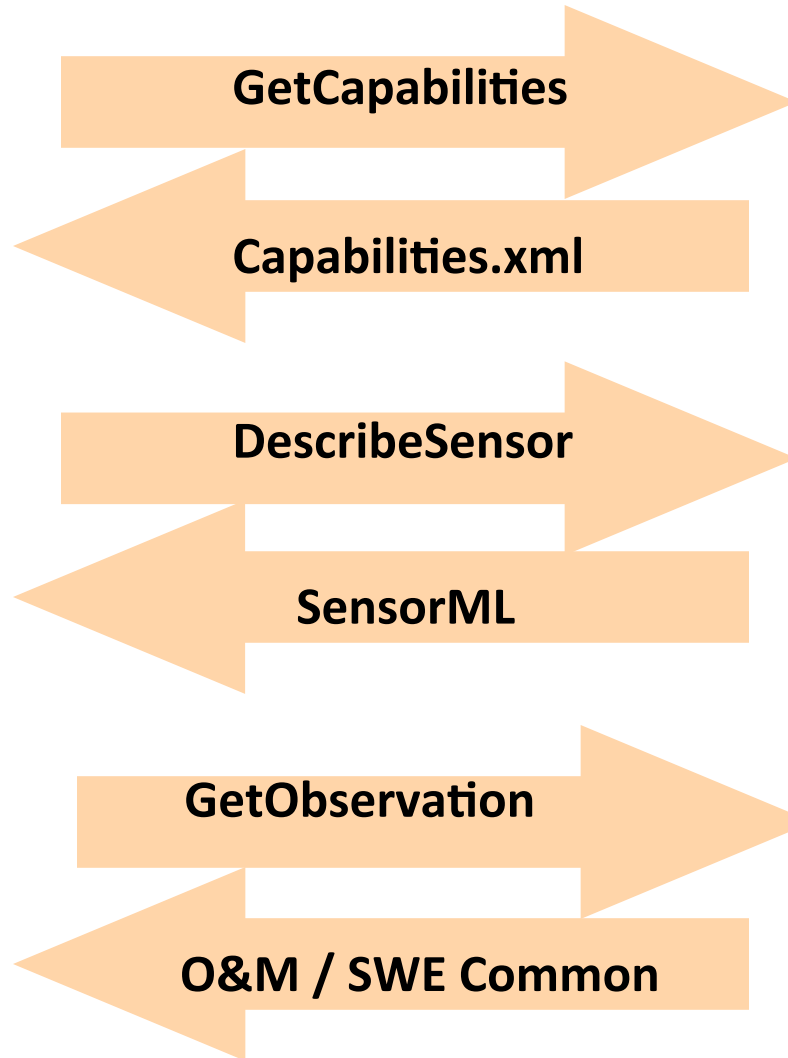 GetCapabilities
Capabilities.xml
DescribeSensor
SensorML
GetObservation
O&M / SWE Common